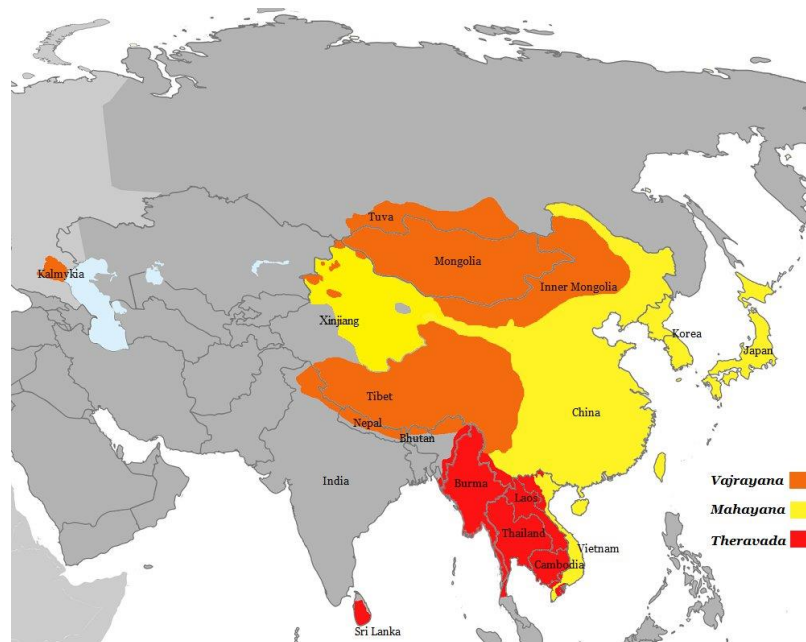 Tuva
Kalmykia
Mongolia
Inner Mongolia
Xinjiang
Korea
Japan
Tibet
China
Nepal
Bhutan
India
Burma
Laos
Thailand
Vietnam
Cambodia
Sri Lanka
Vajrayana
Mahayana
Theravada